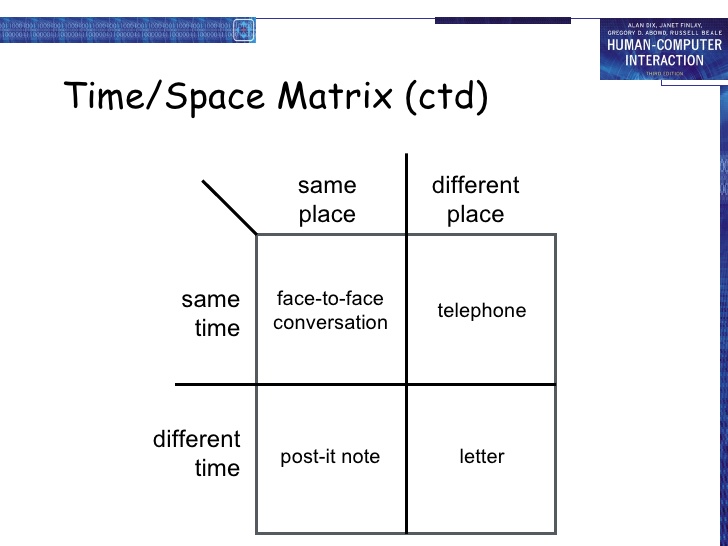 ALAN DIX, JANET FINLAY,
GREGORY D. ABOWD, RUSSELL BEALE
HUMAN-COMPUTER
INTERACTION
THIRD EDITION
Time/Space Matrix (ctd)
same
place
different
place
same
time
face-to-face
conversation
telephone
different
time
post-it note
letter